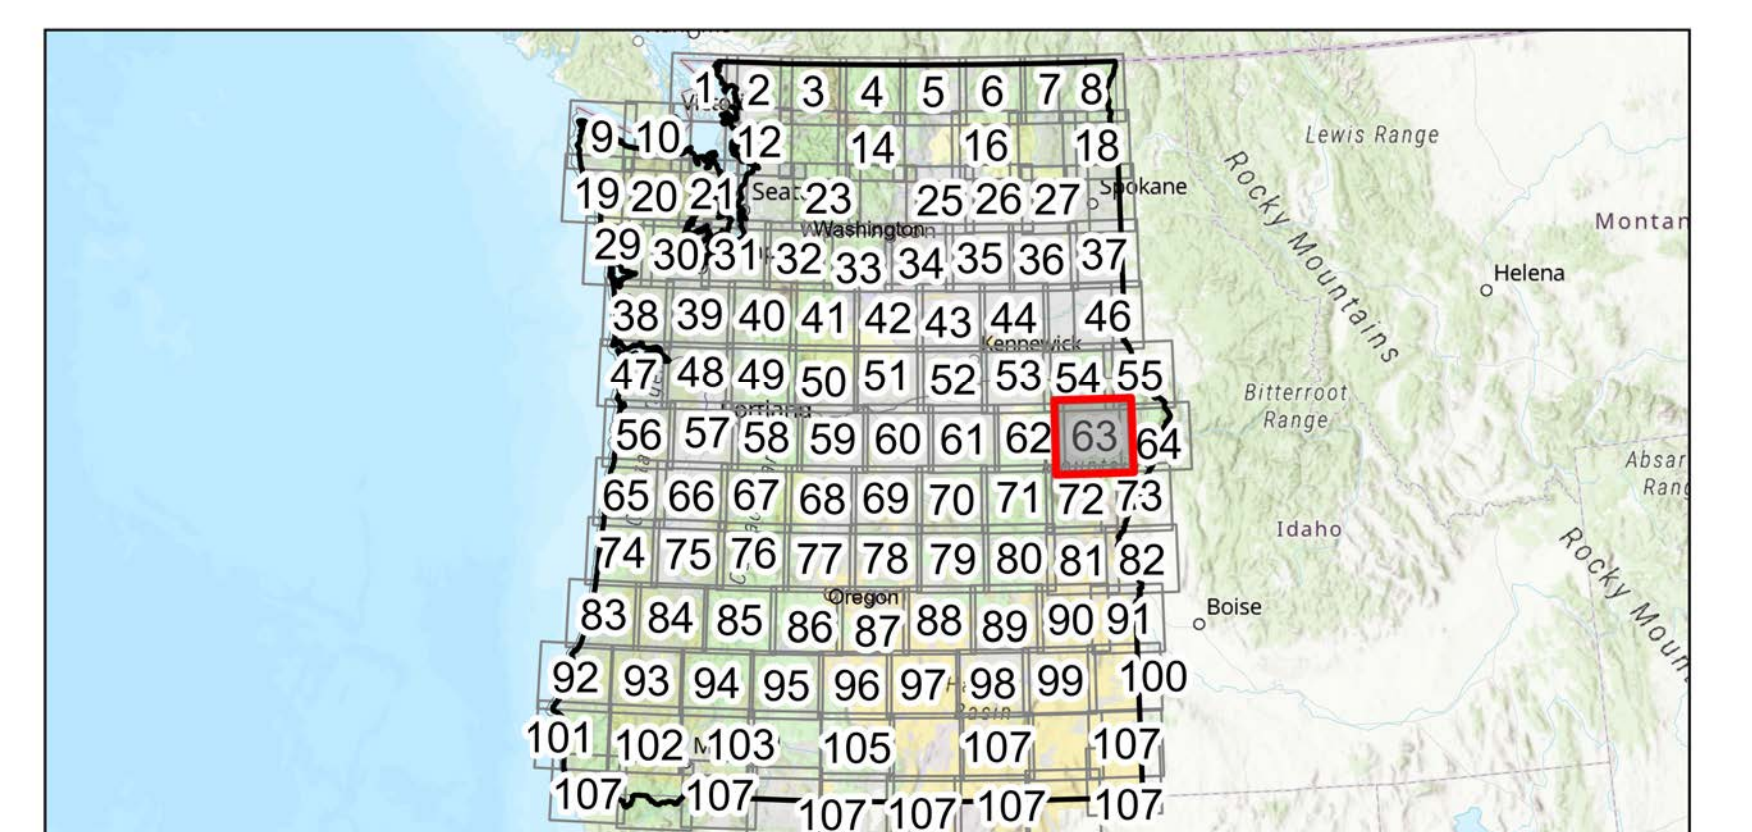 1 2 3 4 5 6 7 8
9 10 12 14 16 18
Lewis Range
19 20 21 23 25 26 27
Spokane
Rocky Mountains
Washington
29 30 31 32 33 34 35 36 37
Helena
38 39 40 41 42 43 44 46
Kennewick
47 48 49 50 51 52 53 54 55
Bitterroot
Range
Portland
56 57 58 59 60 61 62 63 64
65 66 67 68 69 70 71 72 73
Idaho
Rocky
74 75 76 77 78 79 80 81 82
Oregon
83 84 85 86 87 88 89 90 91
Boise
92 93 94 95 96 97 98 99 100
Basin
101 102 103 105 107 107
107 107 107 107 107 107